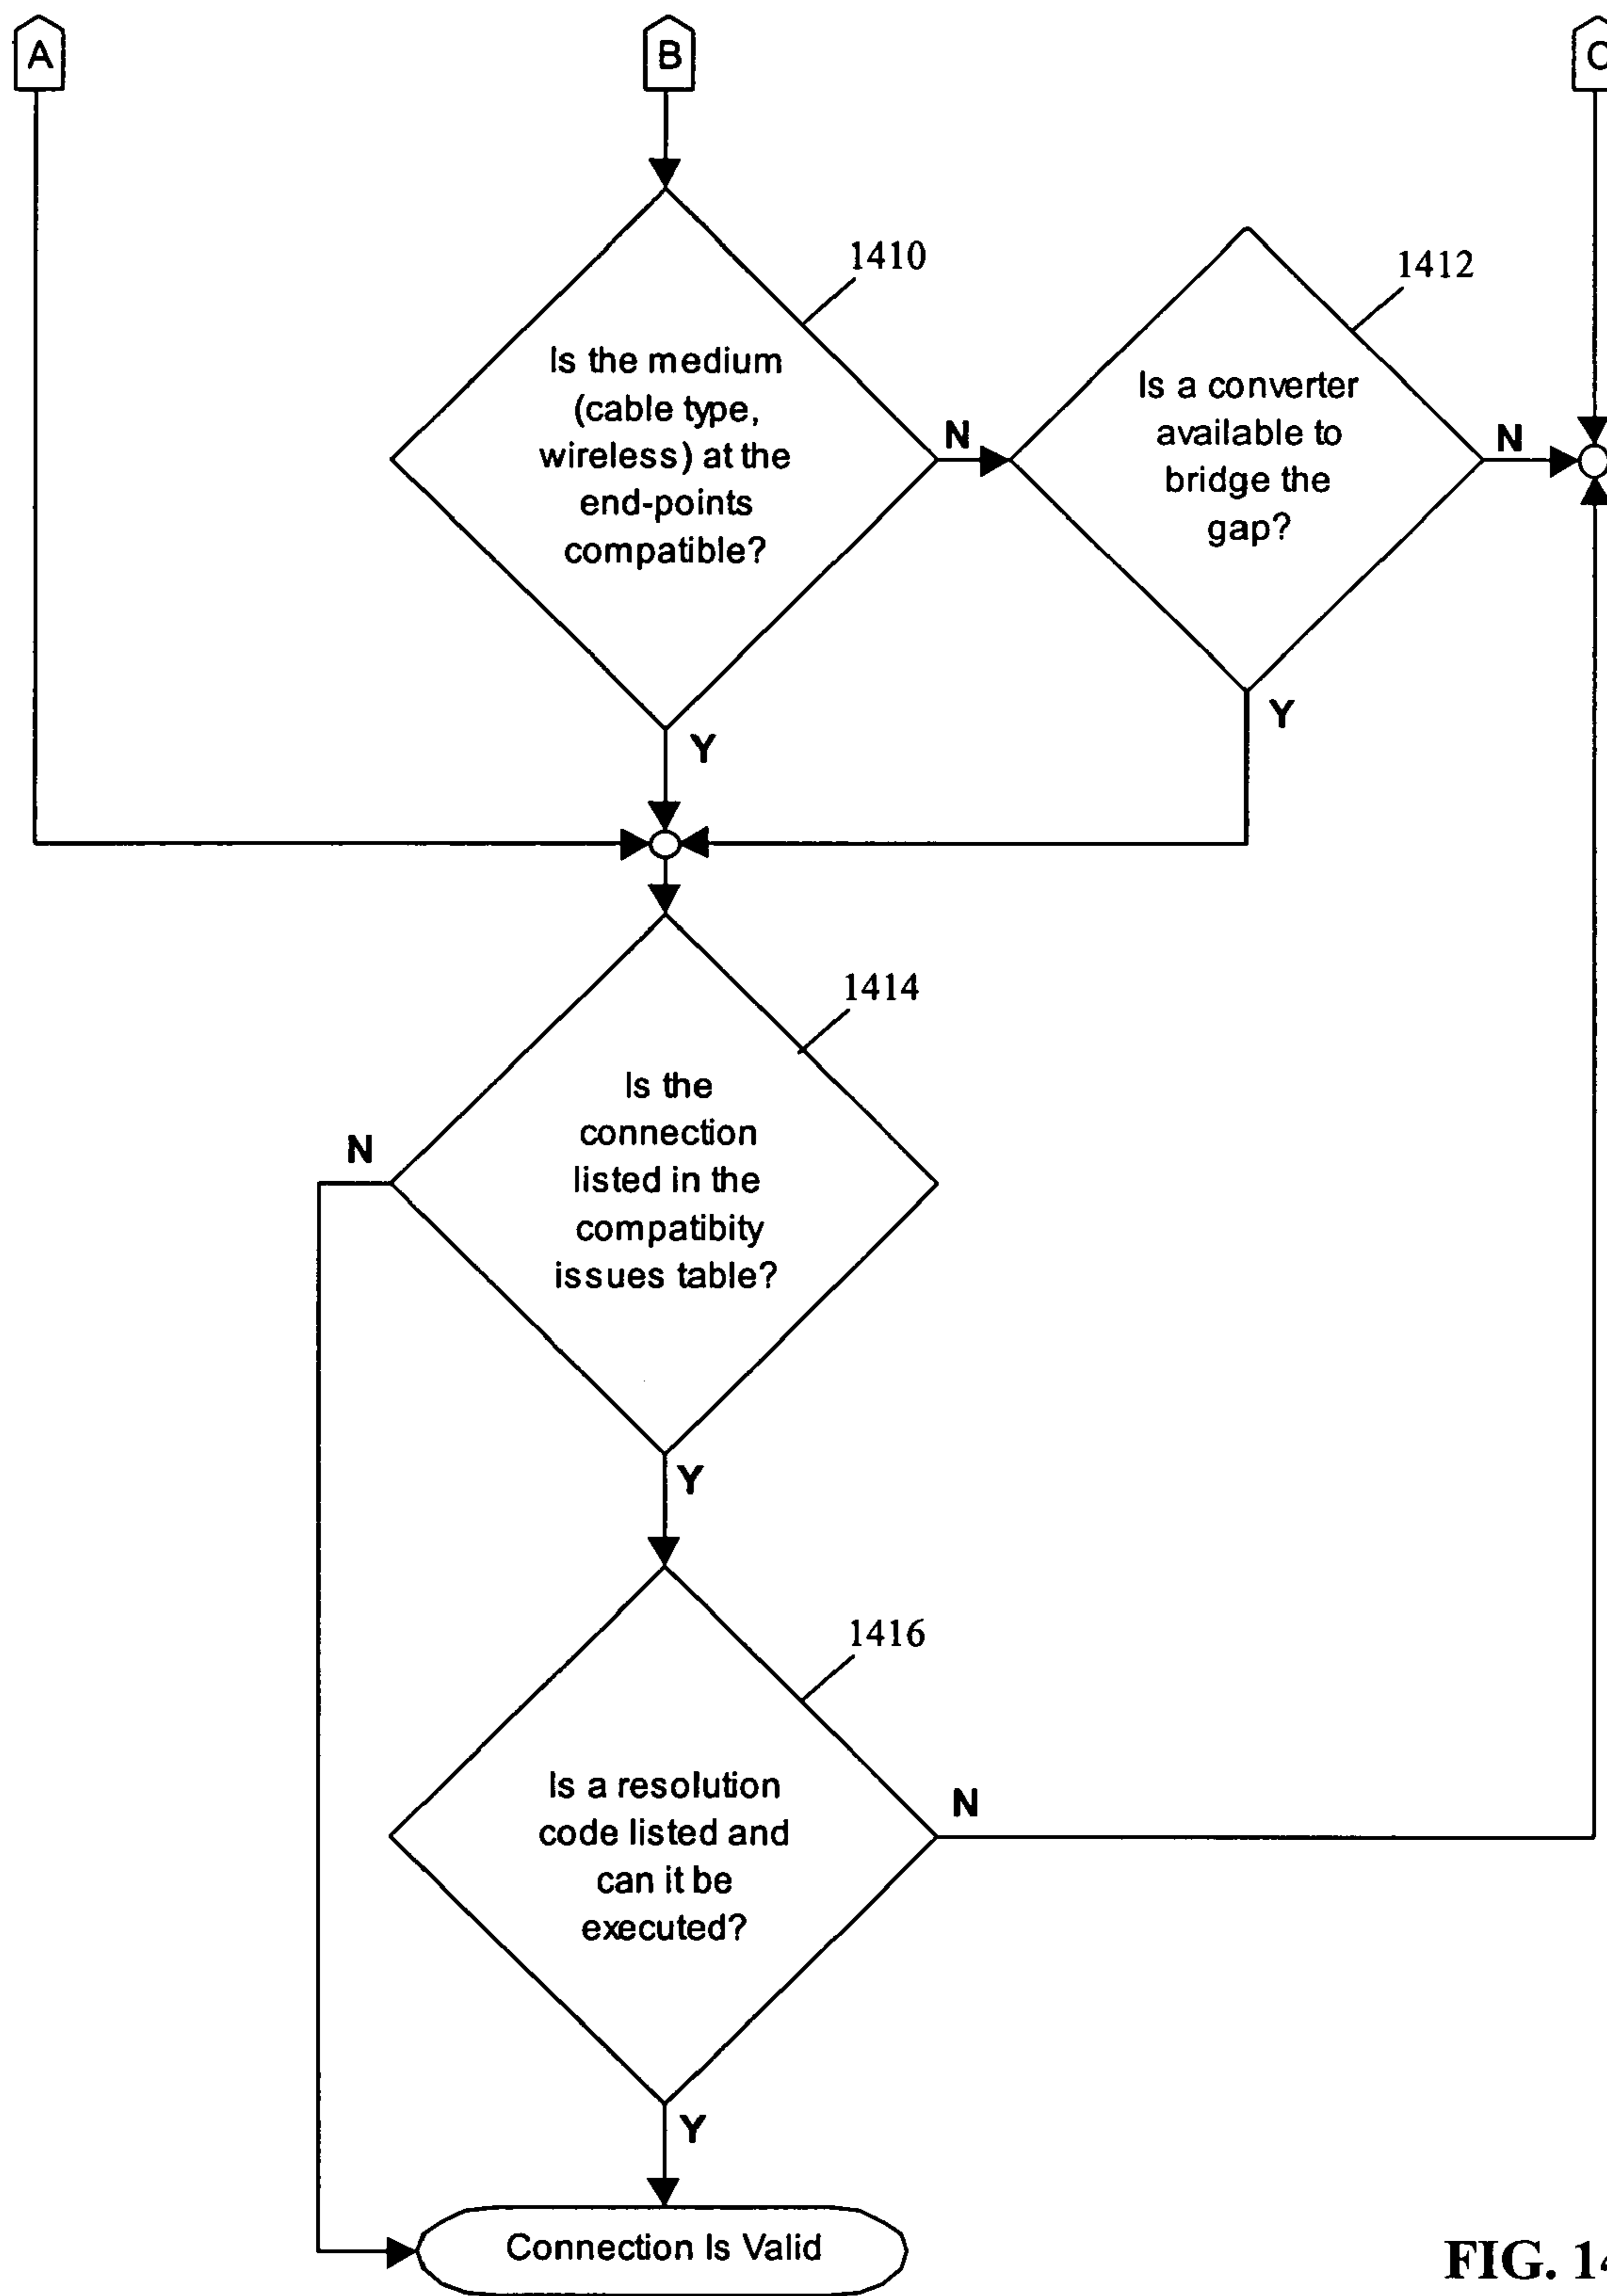 A
B
1410
1412
Is the medium
(cable type,
wireless) at the
end-points
compatible?
N
Is a converter
available to
bridge the
gap?
N
Y
Y
1414
Is the
connection
listed in the
compatibity
issues table?
N
Y
1416
Is a resolution
code listed and
can it be
executed?
N
Y
Connection Is Valid
FIG.